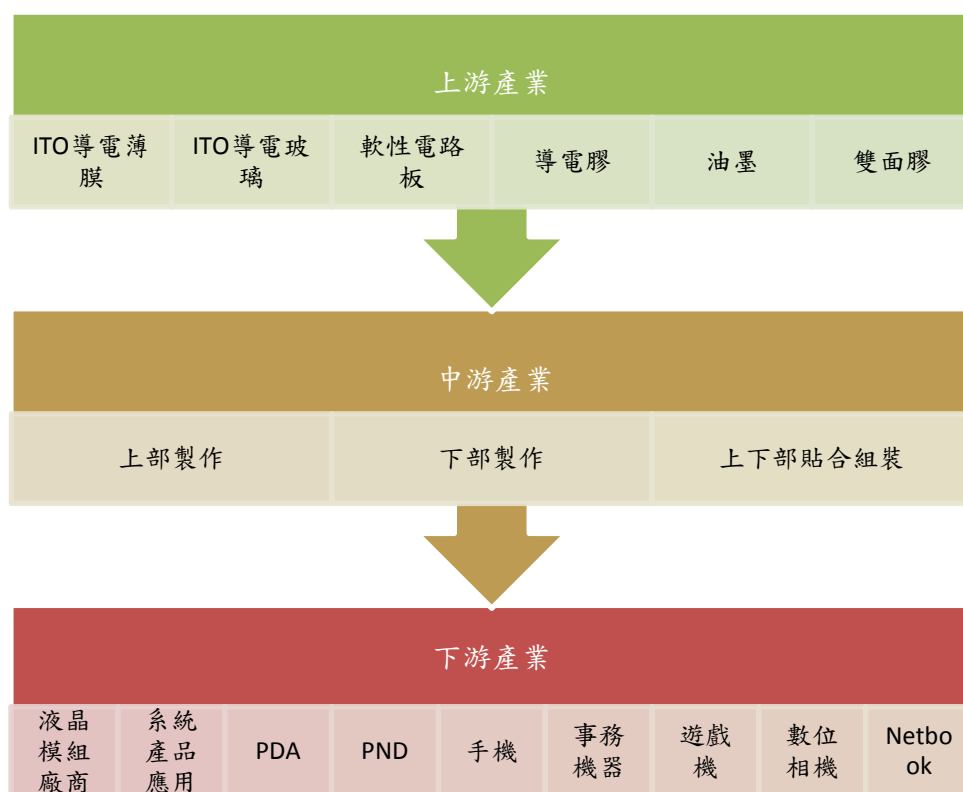 上游產業
ITO導電薄
膜
ITO導電玻
璃
軟性電路
板
導電膠
油墨
雙面膠
中游產業
上部製作
下部製作
上下部貼合組裝
下游產業
液晶
模組
廠商
系統
產品
應用
PDA
PND
手機
事務
機器
遊戲
機
數位
相機
Netbo
ok